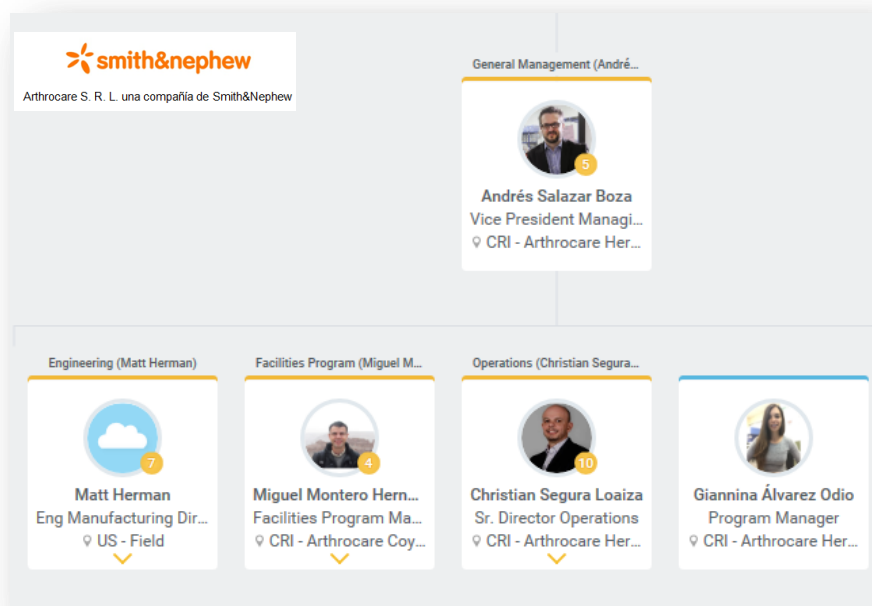 smith&nephew
Arthrocare S. R. L. una compañía de Smith&Nephew
General Management (André...
5
Andrés Salazar Boza
Vice President Managi...
CRI - Arthrocare Her...
Engineering (Matt Herman)
7
Matt Herman
Eng Manufacturing Dir...
US - Field
Facilities Program (Miguel M...
4
Miguel Montero Hern...
Facilities Program Ma...
CRI - Arthrocare Coy...
Operations (Christian Segura...
10
Christian Segura Loaiza
Sr. Director Operations
CRI - Arthrocare Her...
Giannina Álvarez Odio
Program Manager
CRI - Arthrocare Her...